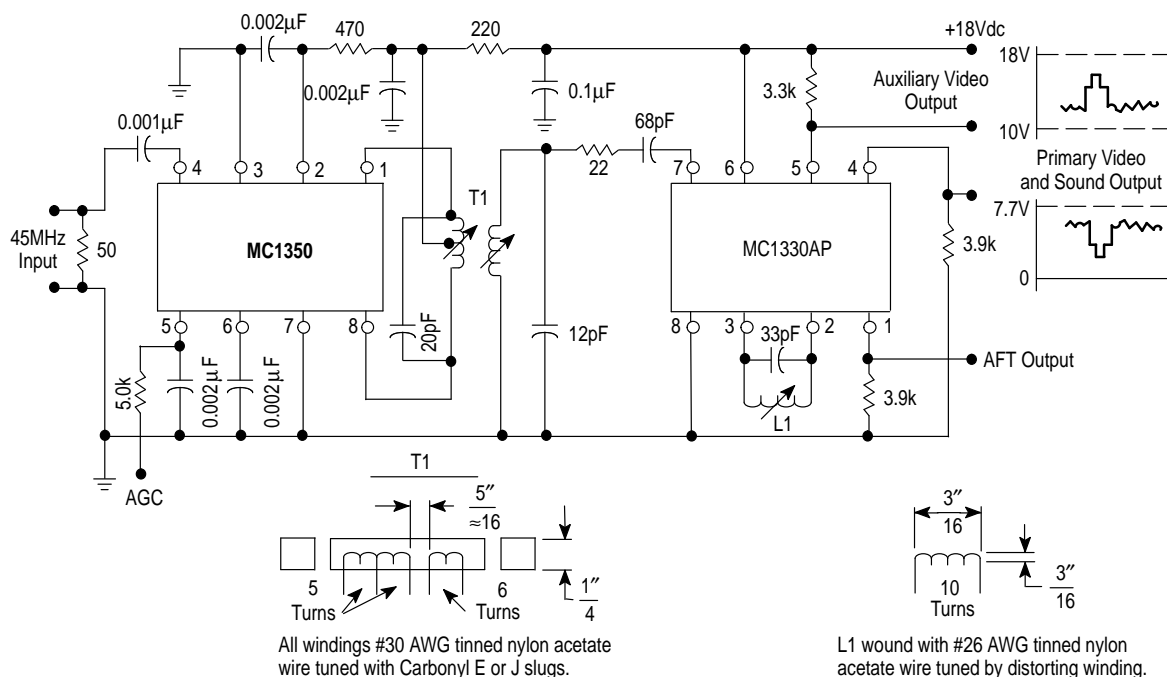 0.002μF
470
220
+18Vdc
18V
Auxiliary Video
Output
10V
0.002μF
0.1μF
3.3k
0.001μF
68pF
22
4
3
2
1
7
6
5
4
T1
Primary Video
and Sound Output
7.7V
0
45MHz
Input
50
MC1350
MC1330AP
3.9k
5
6
7
8
20pF
12pF
8
3
2
1
33pF
L1
AFT Output
3.9k
5.0k
0.002μF
0.002μF
AGC
T1
5″
≈16
5
Turns
6
Turns
1″
4
All windings #30 AWG tinned nylon acetate
wire tuned with Carbonyl E or J slugs.
3″
16
10
Turns
3″
16
L1 wound with #26 AWG tinned nylon
acetate wire tuned by distorting winding.